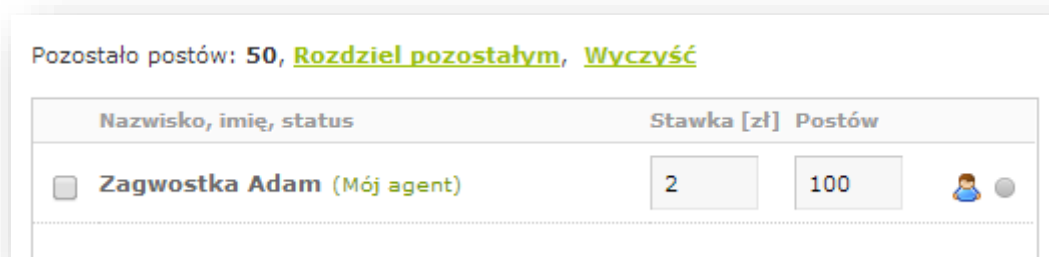 Pozostało postów: 50, Rozdziel pozostałym, Wyczyść
Nazwisko, imię, status Stawka [zł] Postów
Zagwostka Adam (Mój agent) 2 100